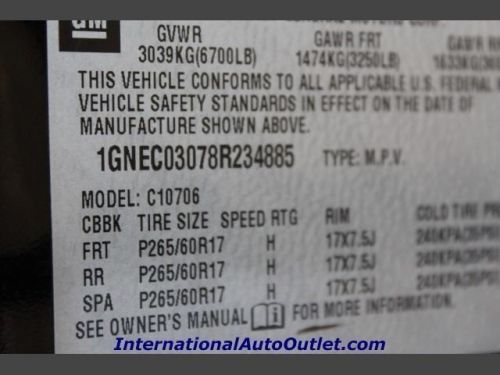 GM
GVWR GAWR FRT GAWR
3039KG(6700LB) 1474KG(3250LB)
THIS VEHICLE CONFORMS TO ALL APPLICABLE U.S. FEDERAL
VEHICLE SAFETY STANDARDS IN EFFECT ON THE DATE OF
MANUFACTURE SHOWN ABOVE.
1GNEC03078R234885 TYPE: M.P.V.
MODEL: C10706
CBBK TIRE SIZE SPEED RTG RIM COLD TIRE
FRT P265/60R17 H 17X7.5J
RR P265/60R17 H 17X7.5J
SPA P265/60R17 H 17X7.5J
SEE OWNER'S MANUAL FOR MORE INFORMATION.
InternationalAutoOutlet.com